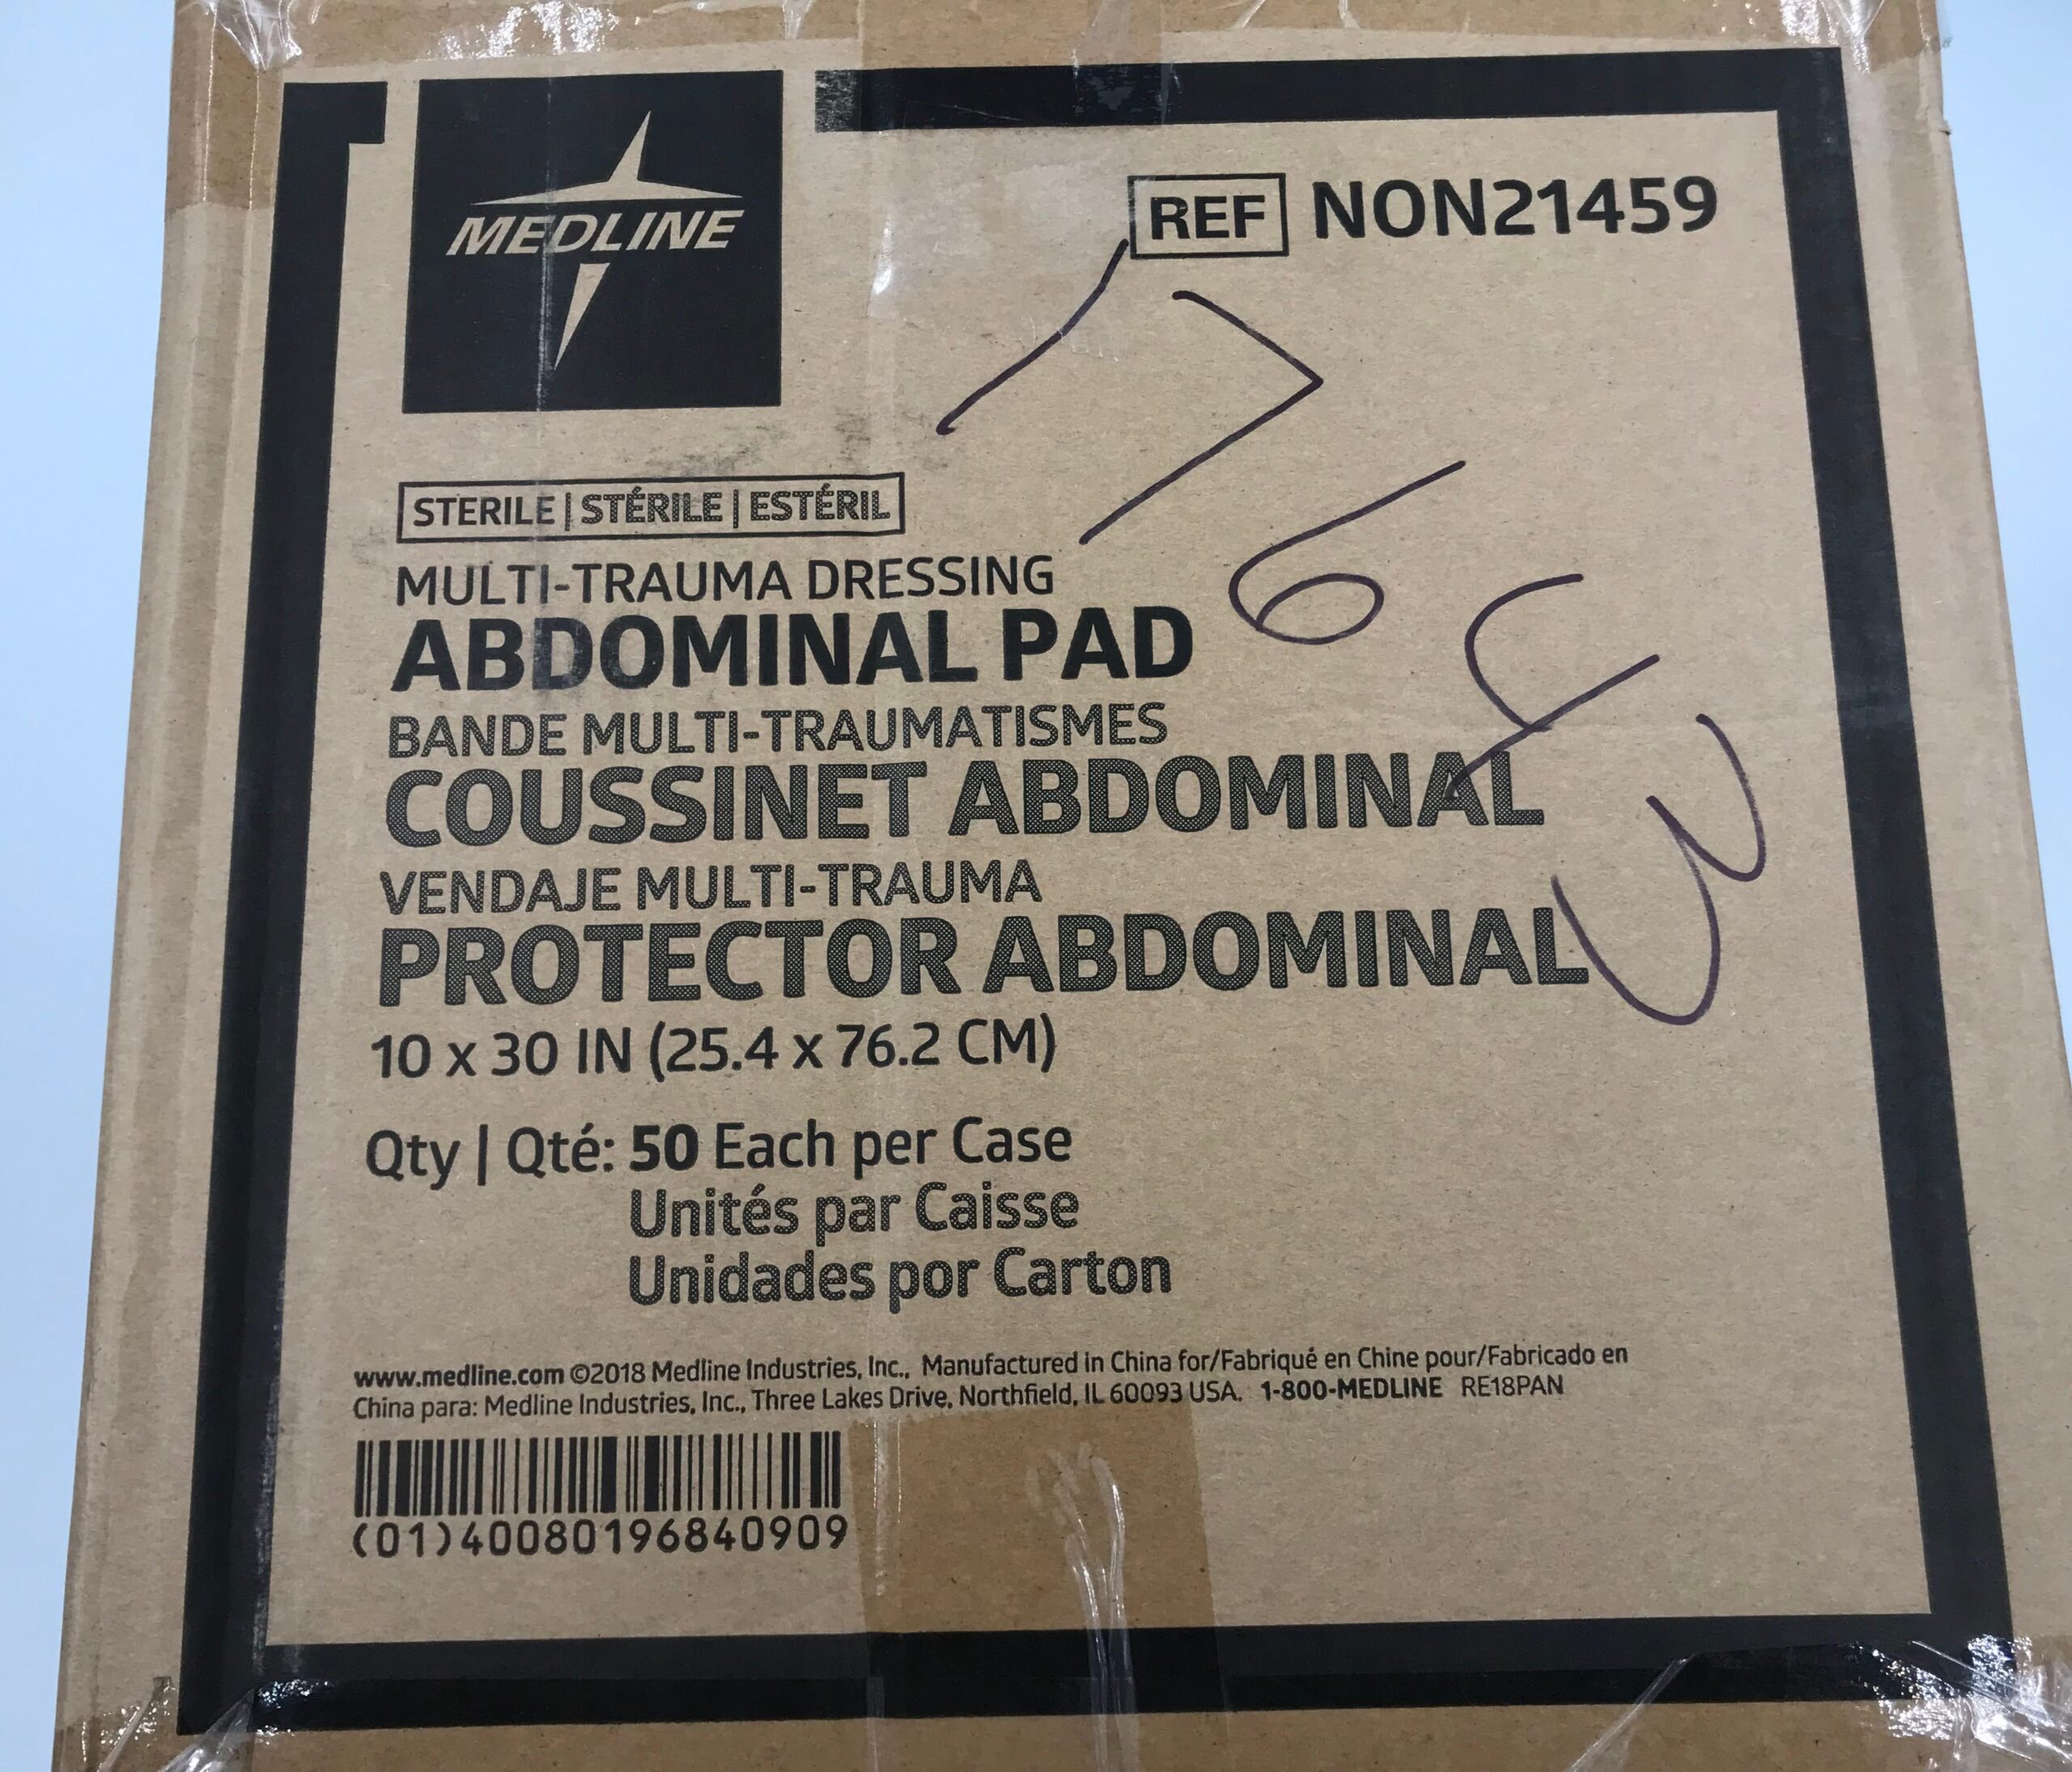 MEDLINE
REF NON21459
17643
STERILE | STÉRILE | ESTÉRIL
MULTI-TRAUMA DRESSING
ABDOMINAL PAD
BANDE MULTI-TRAUMATISMES
COUSSINET ABDOMINAL
VENDAJE MULTI-TRAUMA
PROTECTOR ABDOMINAL
10 x 30 IN (25.4 x 76.2 CM)
Qty | Qté: 50 Each per Case
Unités par Caisse
Unidades por Carton
www.medline.com ©2018 Medline Industries, Inc., Manufactured in China for/Fabriqué en Chine pour/Fabricado en
China para: Medline Industries, Inc., Three Lakes Drive, Northfield, IL 60093 USA. 1-800-MEDLINE RE18PAN
(01)40080196840909